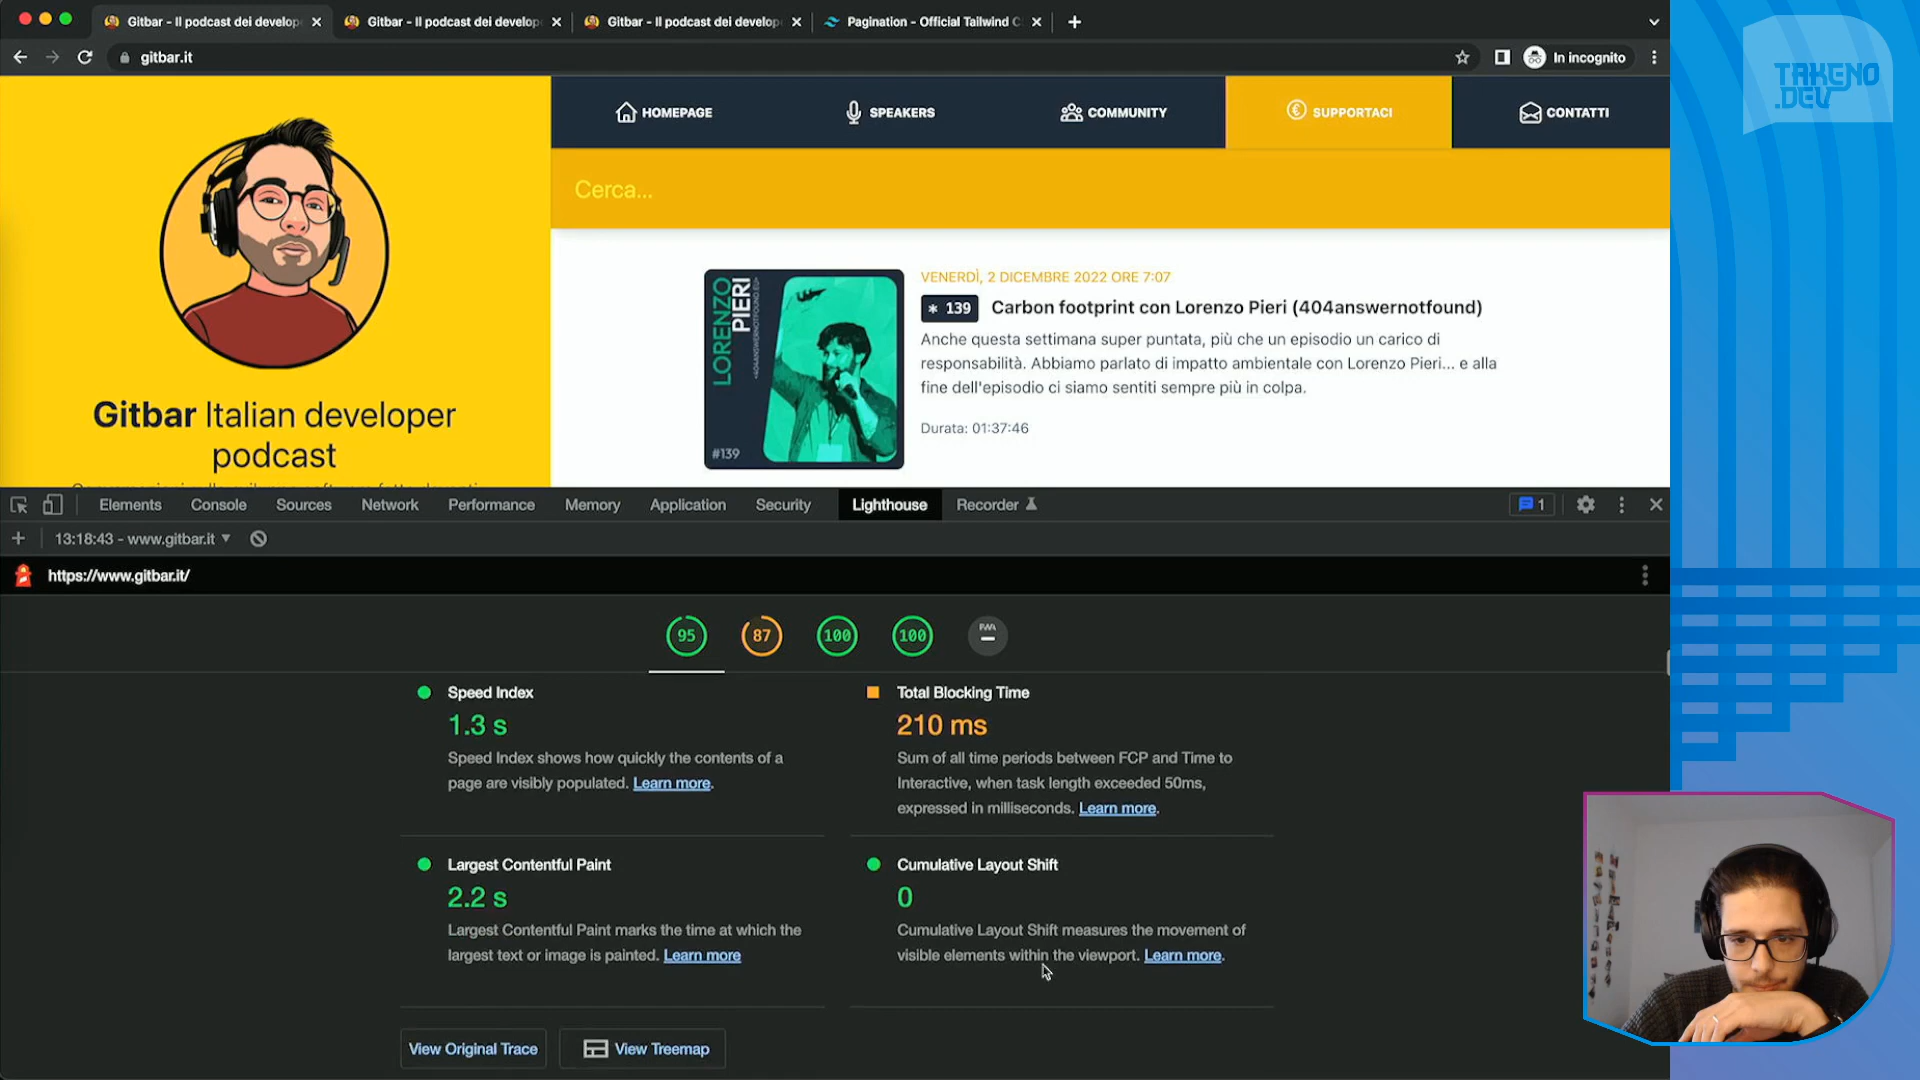 Gitbar - Il podcast dei develop
Gitbar - Il podcast dei develop
Gitbar - Il podcast dei develop
Pagination - Official Tailwind C
gitbar.it
In incognito
TAKENO
.DEV
HOMEPAGE
SPEAKERS
COMMUNITY
SUPPORTACI
CONTATTI
Cerca...
Gitbar Italian developer
podcast
LORENZO
PIERI
#139
VENERDÌ, 2 DICEMBRE 2022 ORE 7:07
* 139 Carbon footprint con Lorenzo Pieri (404answernotfound)
Anche questa settimana super puntata, più che un episodio un carico di
responsabilità. Abbiamo parlato di impatto ambientale con Lorenzo Pieri... e alla
fine dell'episodio ci siamo sentiti sempre più in colpa.
Durata: 01:37:46
Elements
Console
Sources
Network
Performance
Memory
Application
Security
Lighthouse
Recorder
1
13:18:43 - www.gitbar.it
https://www.gitbar.it/
95
87
100
100
PWA
Speed Index
1.3 s
Speed Index shows how quickly the contents of a
page are visibly populated. Learn more.
Total Blocking Time
210 ms
Sum of all time periods between FCP and Time to
Interactive, when task length exceeded 50ms,
expressed in milliseconds. Learn more.
Largest Contentful Paint
2.2 s
Largest Contentful Paint marks the time at which the
largest text or image is painted. Learn more
Cumulative Layout Shift
0
Cumulative Layout Shift measures the movement of
visible elements within the viewport. Learn more.
View Original Trace
View Treemap